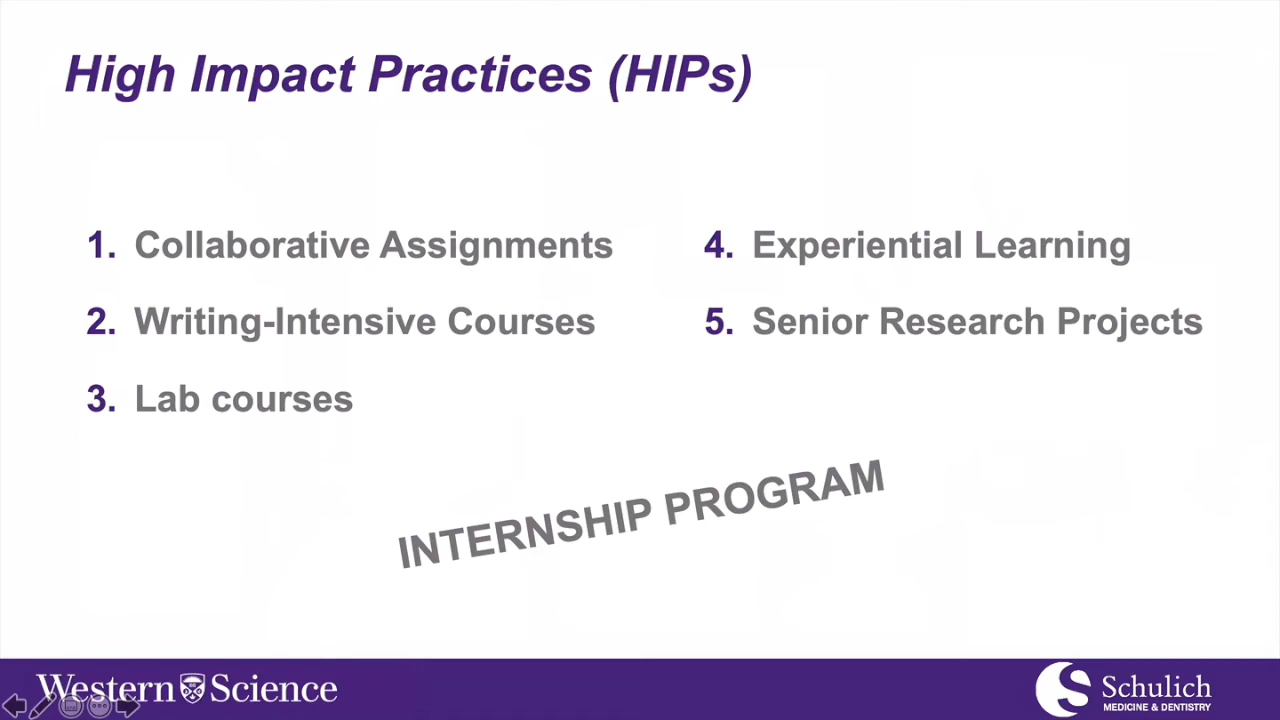 High Impact Practices (HIPs)
1. Collaborative Assignments
2. Writing-Intensive Courses
3. Lab courses
4. Experiential Learning
5. Senior Research Projects
INTERNSHIP PROGRAM
Western Science
Schulich
MEDICINE & DENTISTRY